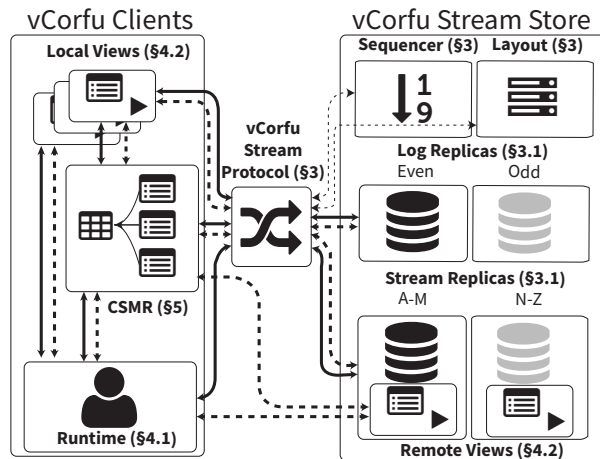 vCorfu Clients
Local Views (§4.2)
CSMR (§5)
Runtime (§4.1)
vCorfu
Stream
Protocol (§3)
vCorfu Stream Store
Sequencer (§3) Layout (§3)
1
9
Log Replicas (§3.1)
Even Odd
Stream Replicas (§3.1)
A-M N-Z
Remote Views (§4.2)